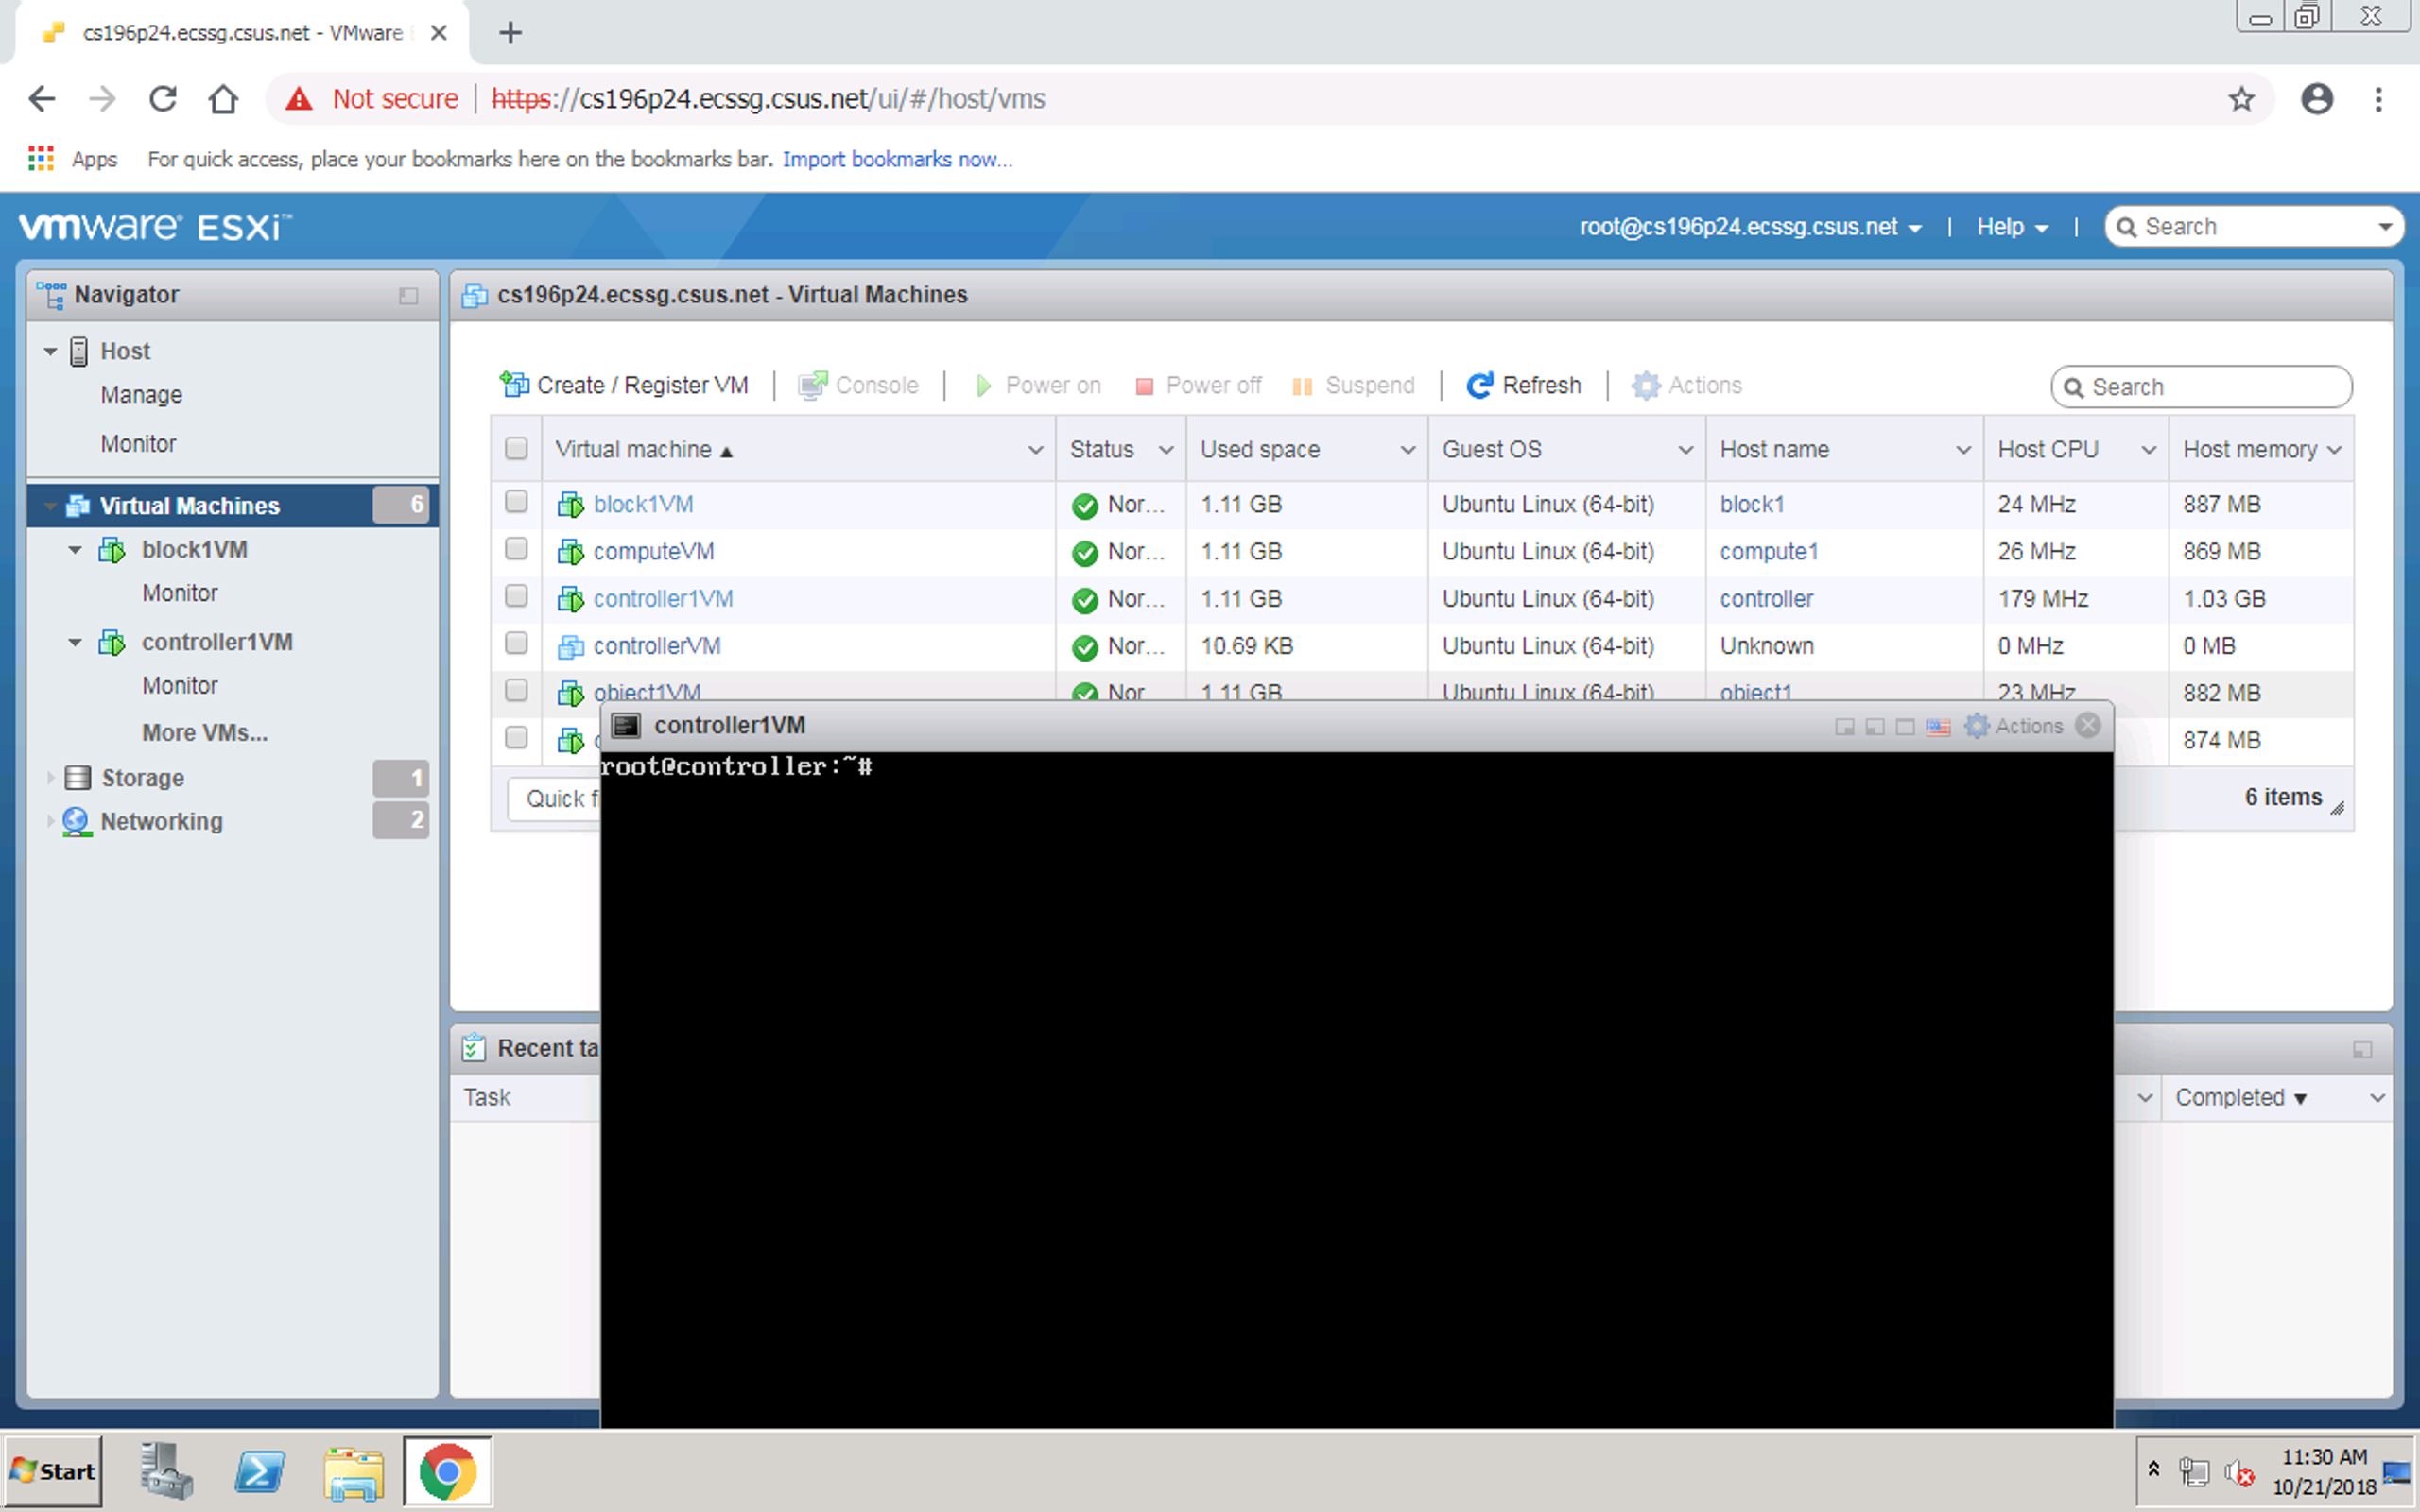 cs196p24.ecssg.csus.net - VMware
Not secure https://cs196p24.ecssg.csus.net/ui/#/host/vms
Apps For quick access, place your bookmarks here on the bookmarks bar. Import bookmarks now...
vmware® ESXi™ root@cs196p24.ecssg.csus.net | Help | Search
Navigator
Host
Manage
Monitor
Virtual Machines 6
block1VM
Monitor
controller1VM
Monitor
More VMs...
Storage 1
Networking 2
cs196p24.ecssg.csus.net - Virtual Machines
Create / Register VM | Console | Power on Power off Suspend | Refresh | Actions Search
Virtual machine Status Used space Guest OS Host name Host CPU Host memory
block1VM Nor... 1.11 GB Ubuntu Linux (64-bit) block1 24 MHz 887 MB
computeVM Nor... 1.11 GB Ubuntu Linux (64-bit) compute1 26 MHz 869 MB
controller1VM Nor... 1.11 GB Ubuntu Linux (64-bit) controller 179 MHz 1.03 GB
controllerVM Nor... 10.69 KB Ubuntu Linux (64-bit) Unknown 0 MHz 0 MB
object1VM Nor 1.11 GB Ubuntu Linux (64-bit) object1 23 MHz 882 MB
874 MB
Quick f
6 items
controller1VM Actions
root@controller:~#
Recent ta
Task Completed
Start
11:30 AM
10/21/2018